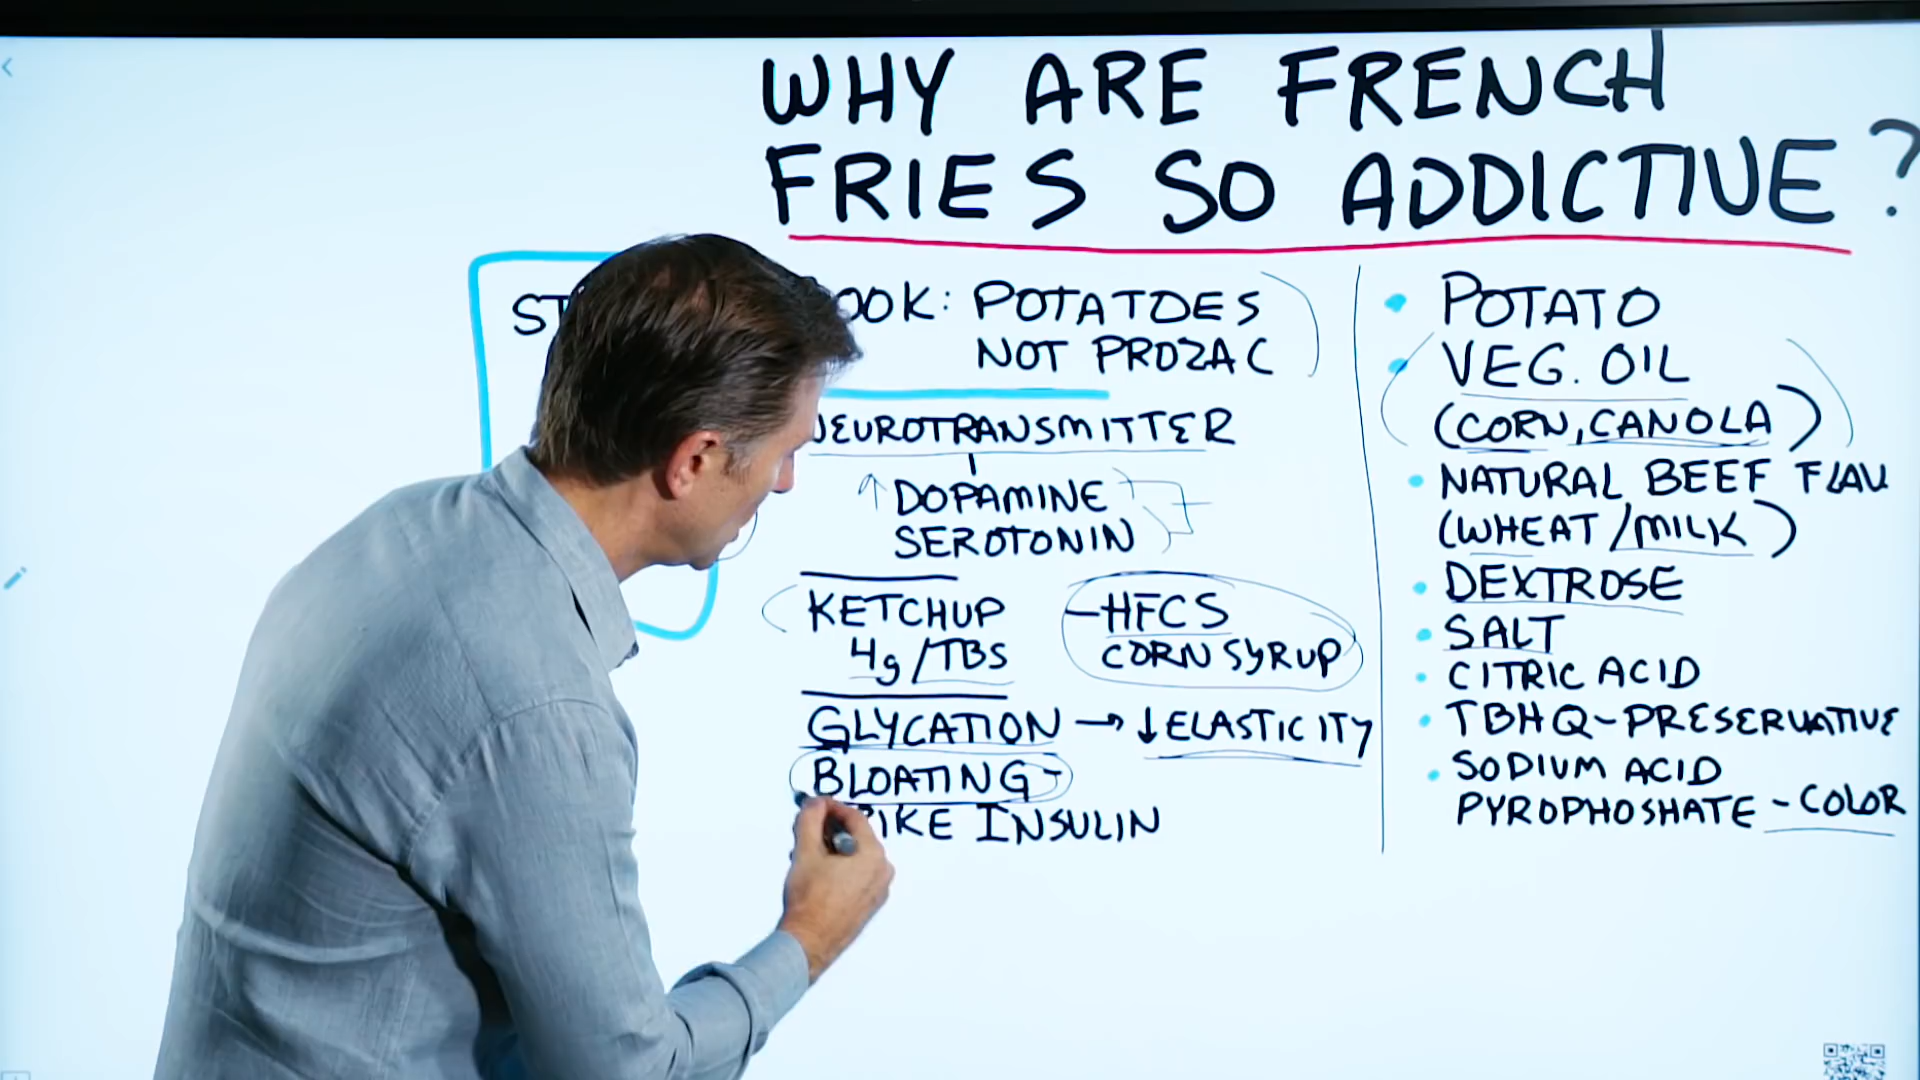 WHY ARE FRENCH
FRIES SO ADDICTIVE?
OOK: POTATOES
NOT PROZAC
NEUROTRANSMITTER
↑ DOPAMINE
SEROTONIN
KETCHUP
4g/TBS
-HFCS
CORN SYRUP
GLYCATION → ↓ELASTICITY
BLOATING-
PIKE INSULIN
• POTATO
• VEG. OIL
(CORN, CANOLA)
• NATURAL BEEF FLAV
(WHEAT/MILK)
• DEXTROSE
• SALT
• CITRIC ACID
• TBHQ-PRESERVATIVE
• SODIUM ACID
PYROPHOSHATE - COLOR